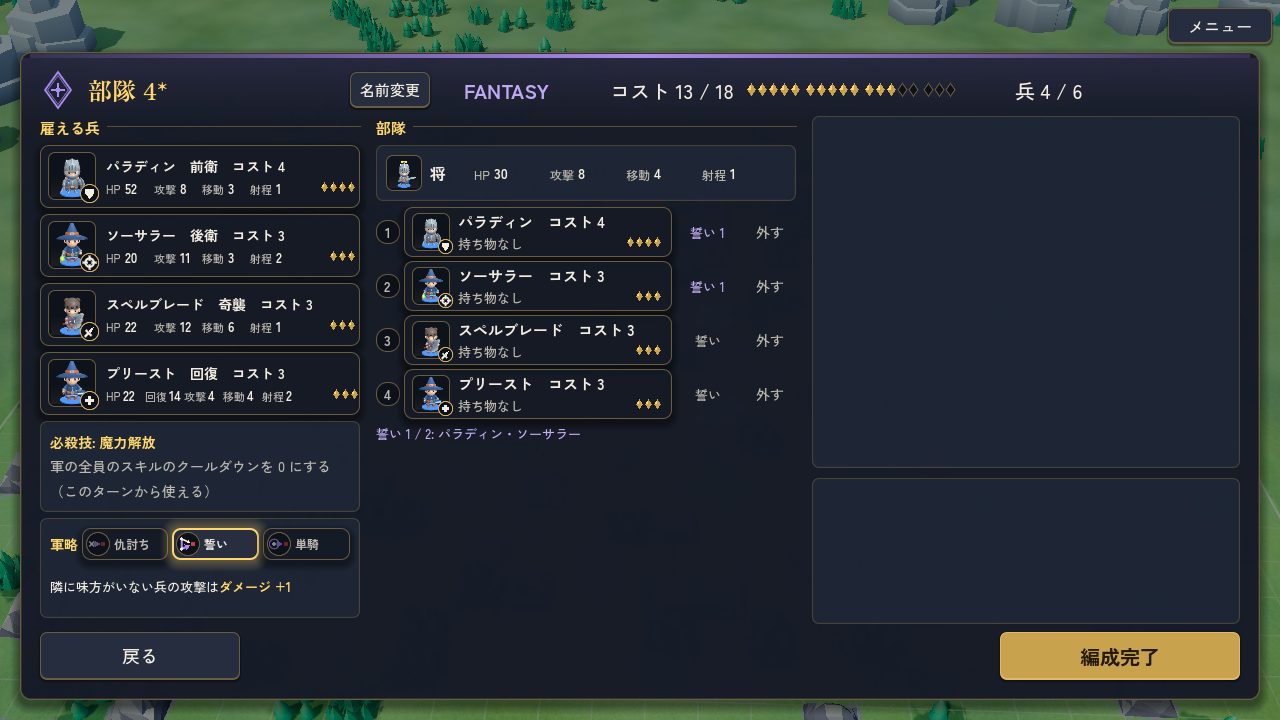 メニュー
部隊 4*
名前変更
FANTASY
コスト 13 / 18
兵 4 / 6
雇える兵
パラディン 前衛 コスト 4
HP 52 攻撃 8 移動 3 射程 1
ソーサラー 後衛 コスト 3
HP 20 攻撃 11 移動 3 射程 2
スペルブレード 奇襲 コスト 3
HP 22 攻撃 12 移動 6 射程 1
プリースト 回復 コスト 3
HP 22 回復 14 攻撃 4 移動 4 射程 2
必殺技: 魔力解放
軍の全員のスキルのクールダウンを 0 にする
（このターンから使える）
軍略 仇討ち 誓い 単騎
隣に味方がいない兵の攻撃はダメージ +1
戻る
部隊
将 HP 30 攻撃 8 移動 4 射程 1
1 パラディン コスト 4
持ち物なし
誓い 1 外す
2 ソーサラー コスト 3
持ち物なし
誓い 1 外す
3 スペルブレード コスト 3
持ち物なし
誓い 外す
4 プリースト コスト 3
持ち物なし
誓い 外す
誓い 1 / 2: パラディン・ソーサラー
編成完了